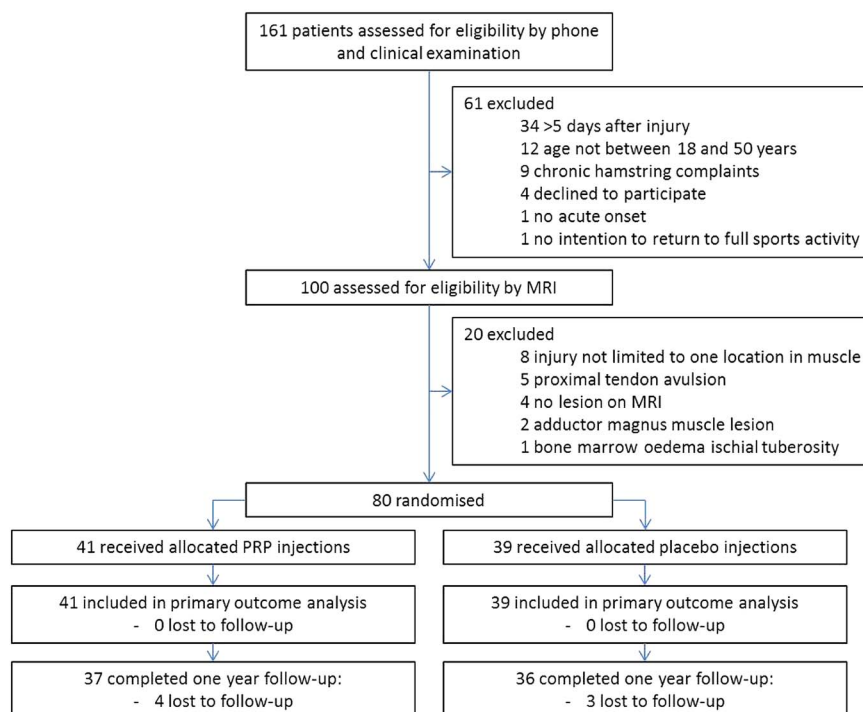 161 patients assessed for eligibility by phone
and clinical examination
61 excluded
34 >5 days after injury
12 age not between 18 and 50 years
9 chronic hamstring complaints
4 declined to participate
1 no acute onset
1 no intention to return to full sports activity
100 assessed for eligibility by MRI
20 excluded
8 injury not limited to one location in muscle
5 proximal tendon avulsion
4 no lesion on MRI
2 adductor magnus muscle lesion
1 bone marrow oedema ischial tuberosity
80 randomised
41 received allocated PRP injections
39 received allocated placebo injections
41 included in primary outcome analysis
- 0 lost to follow-up
39 included in primary outcome analysis
- 0 lost to follow-up
37 completed one year follow-up:
- 4 lost to follow-up
36 completed one year follow-up:
- 3 lost to follow-up